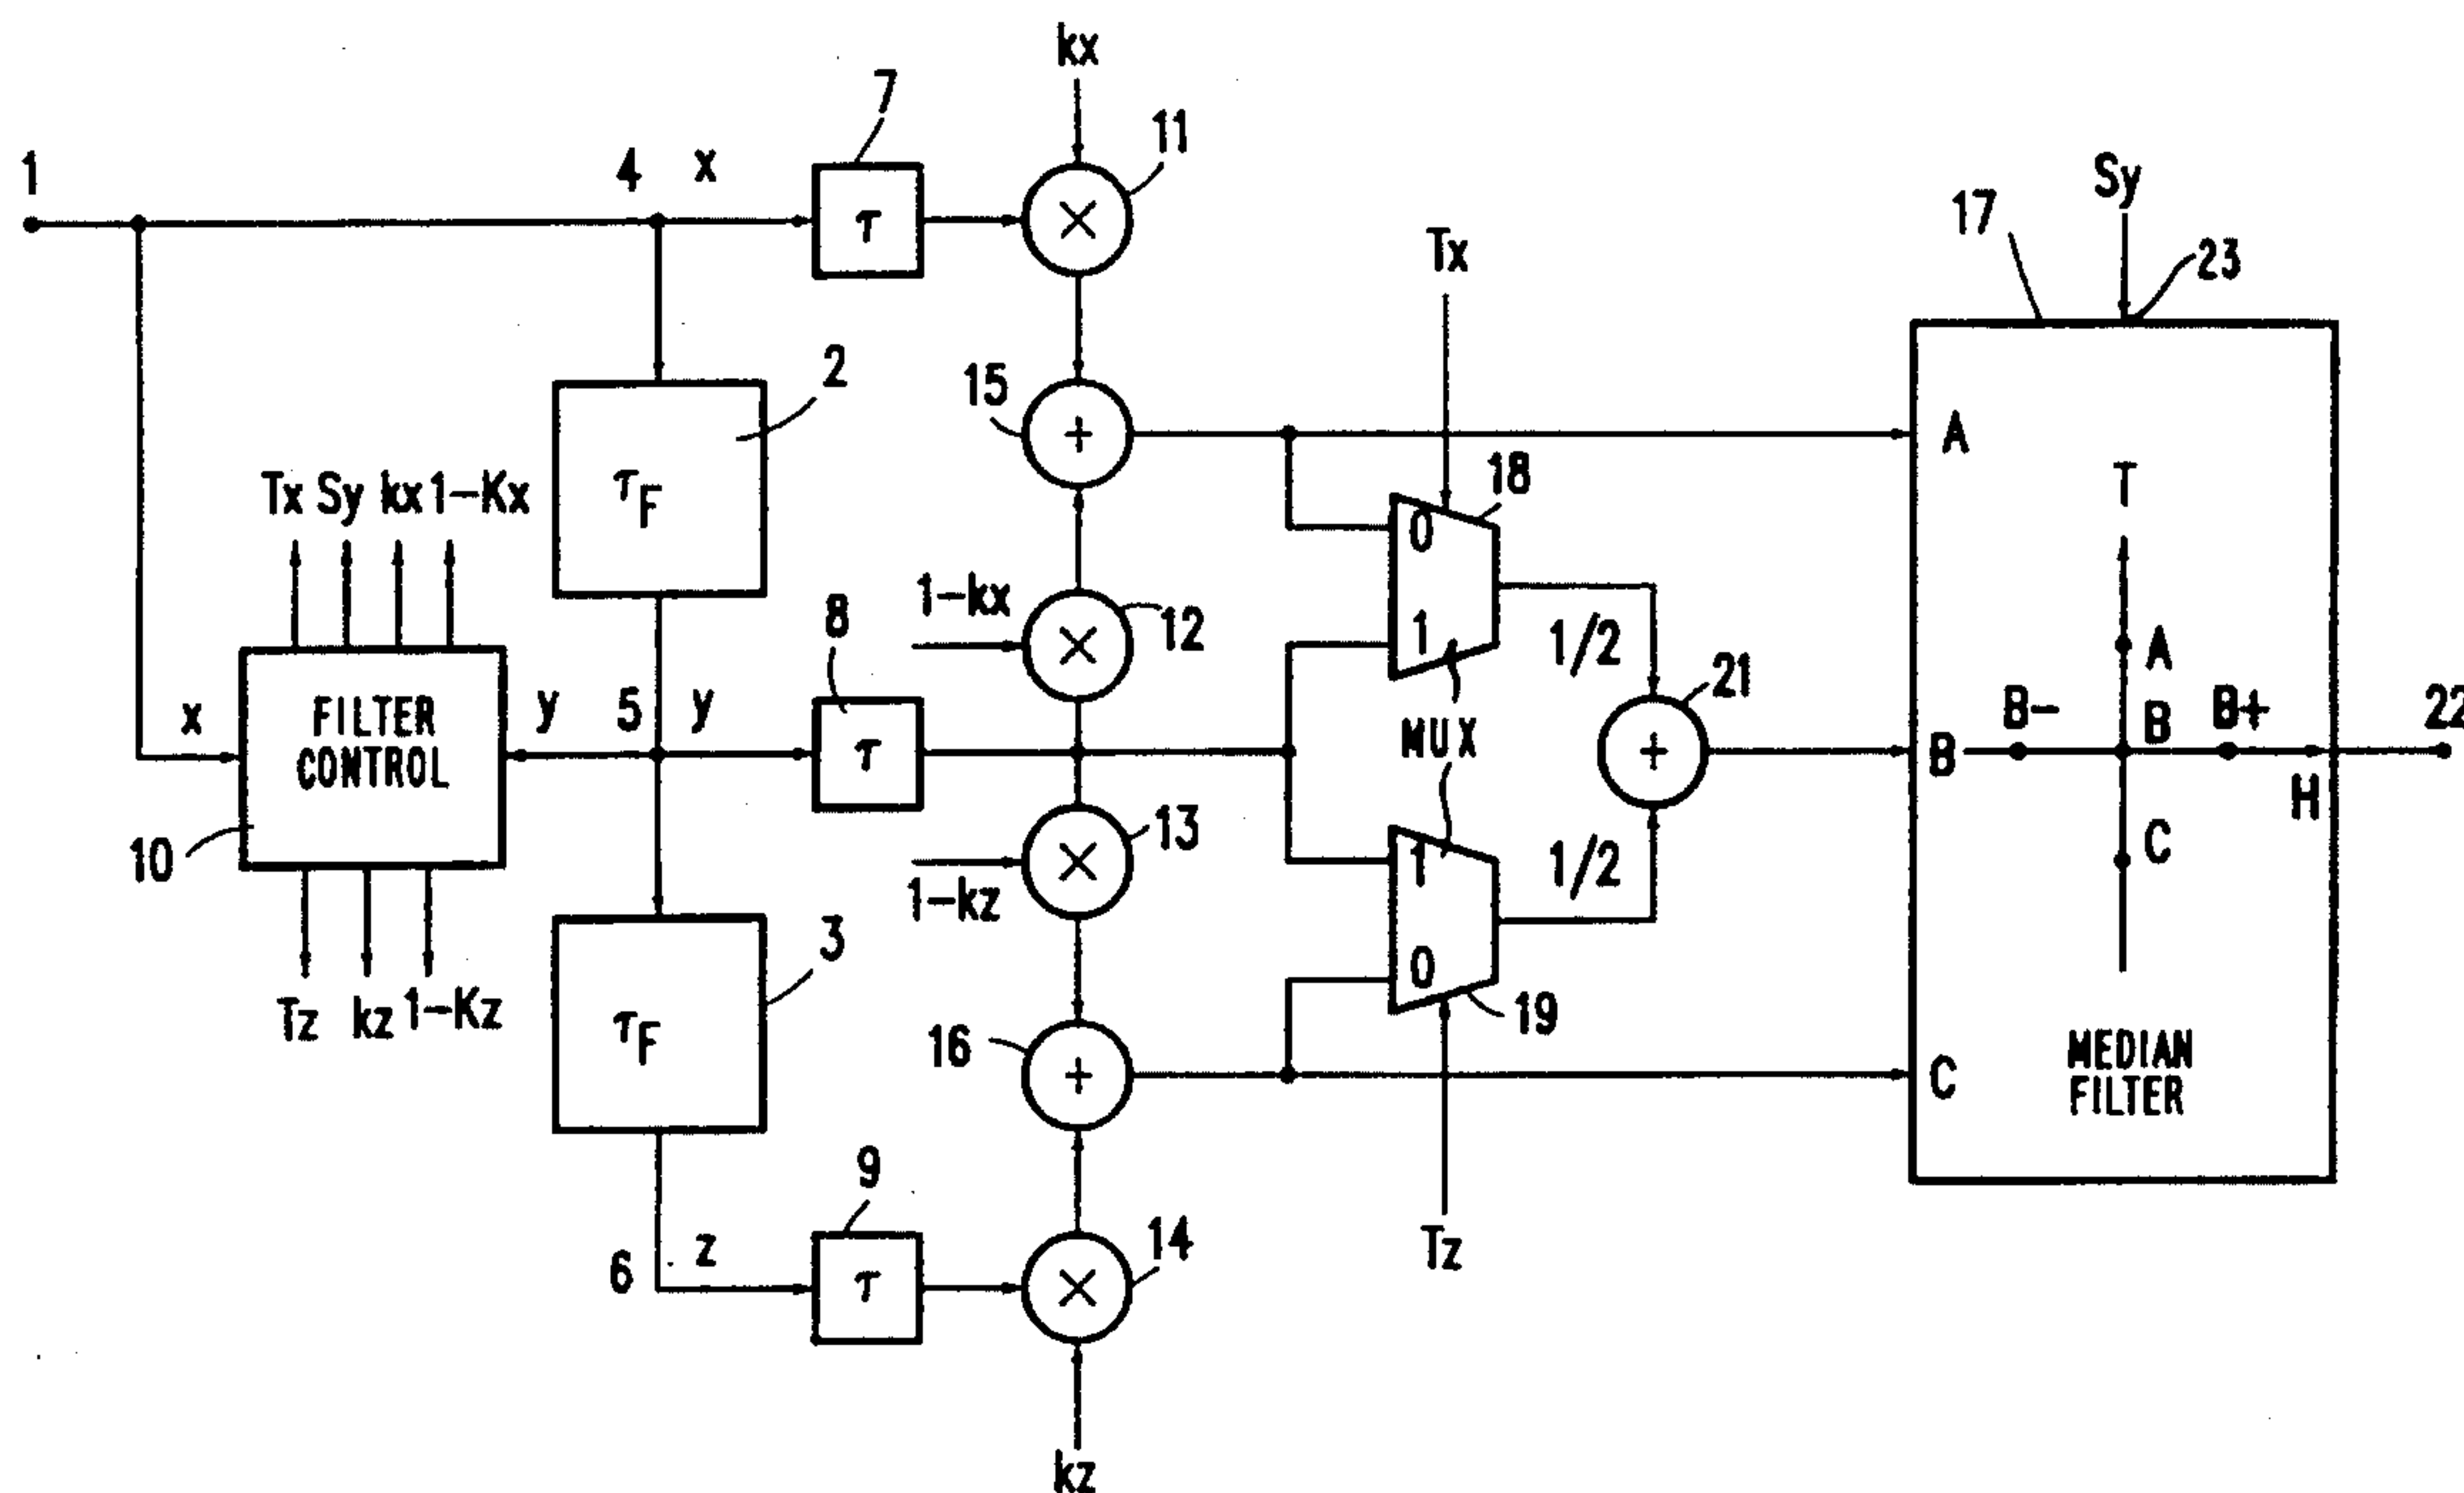 kx
7
11
1
4 x
τ
Tx
17
Sy
23
2
15
A
18
T
Tx Sy kx 1-Kx
τF
0
1-kx
12
8
1
1/2
21
A
FILTER
CONTROL
x
y
5 y
MUX
B-
B
B+
22
τ
B
H
10
13
1
1/2
C
1-kz
3
0
Tz kz 1-Kz
τF
16
19
C
MEDIAN
FILTER
9
14
6
z
τ
Tz
kz